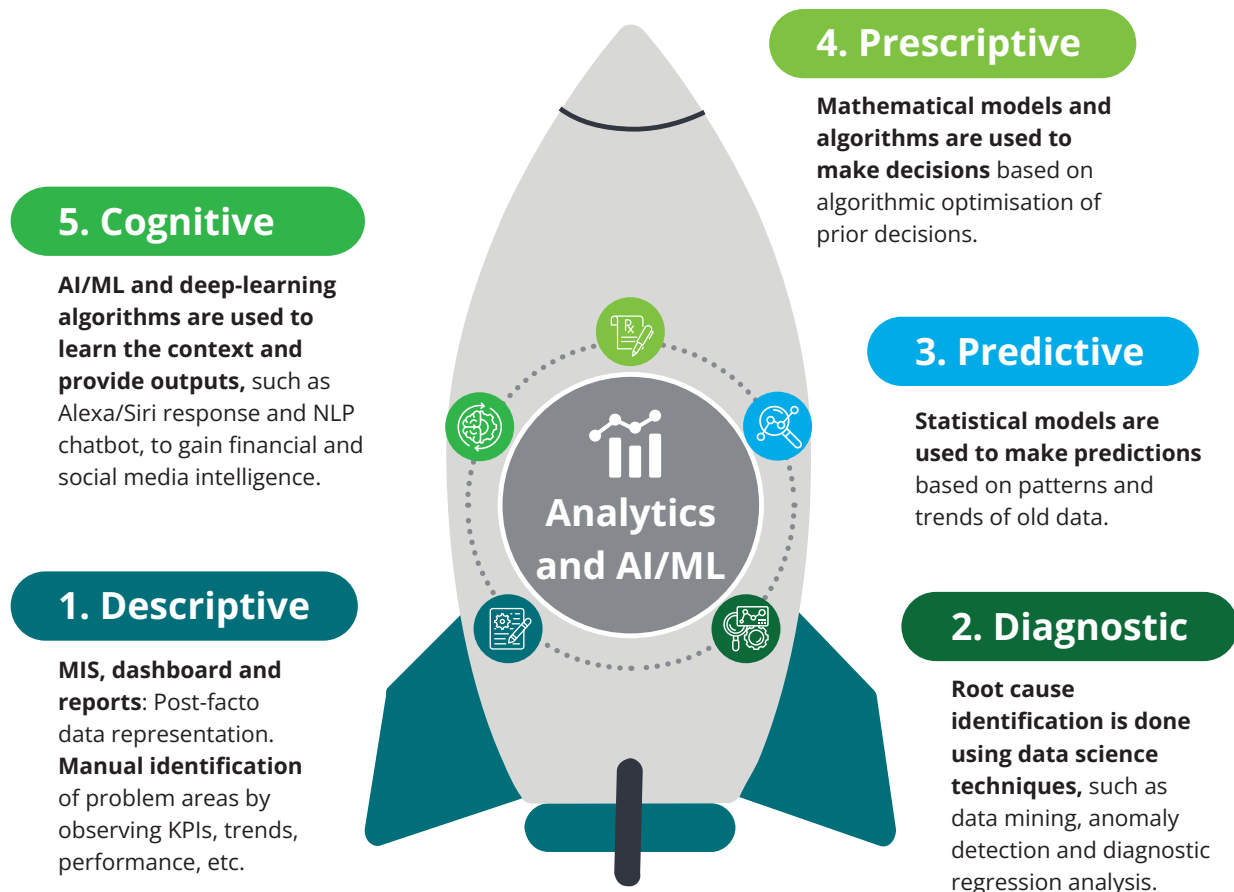 4. Prescriptive
Mathematical models and
algorithms are used to
make decisions based on
algorithmic optimisation of
prior decisions.
5. Cognitive
AI/ML and deep-learning
algorithms are used to
learn the context and
provide outputs, such as
Alexa/Siri response and NLP
chatbot, to gain financial and
social media intelligence.
3. Predictive
Statistical models are
used to make predictions
based on patterns and
trends of old data.
Rx
Analytics
and AI/ML
1. Descriptive
MIS, dashboard and
reports: Post-facto
data representation.
Manual identification
of problem areas by
observing KPIs, trends,
performance, etc.
2. Diagnostic
Root cause
identification is done
using data science
techniques, such as
data mining, anomaly
detection and diagnostic
regression analysis.